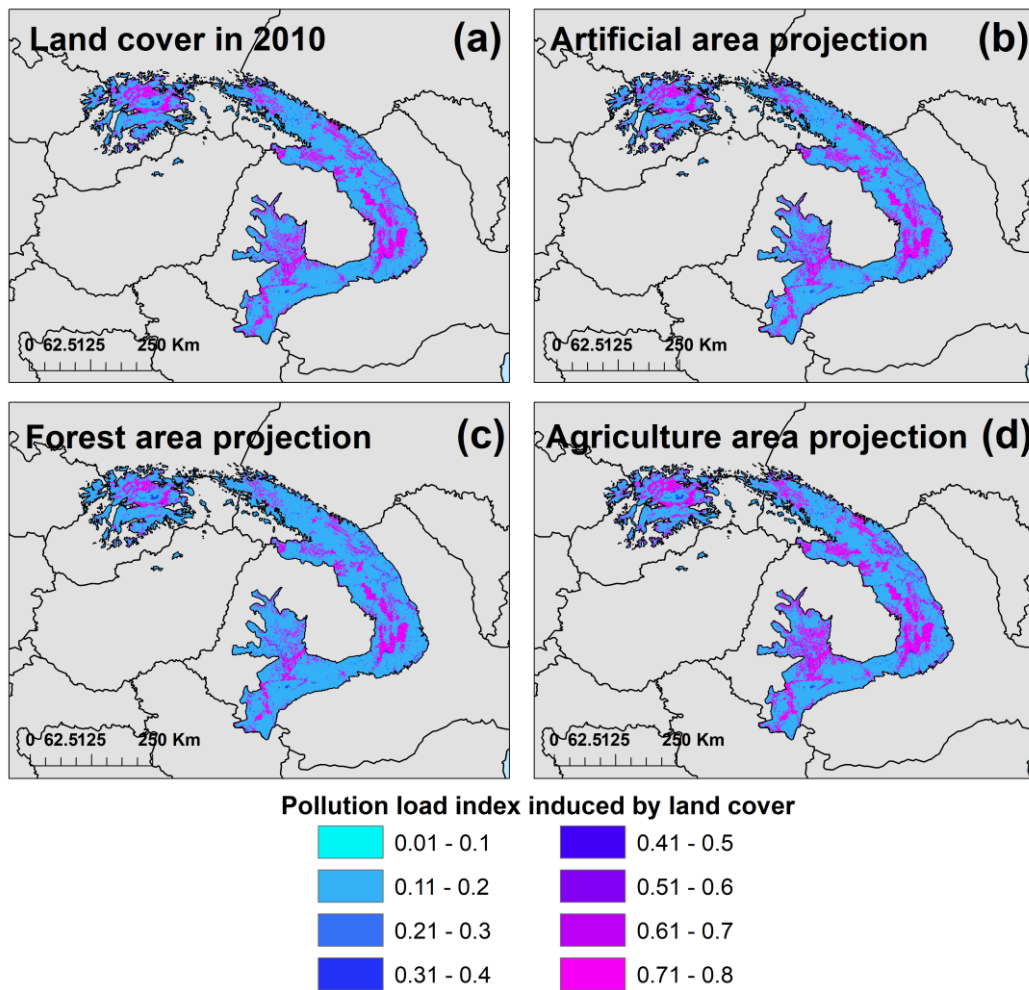 Land cover in 2010 (a)
0 62.5125 250 Km
Artificial area projection (b)
0 62.5125 250 Km
Forest area projection (c)
0 62.5125 250 Km
Agriculture area projection (d)
0 62.5125 250 Km
Pollution load index induced by land cover
0.01 - 0.1
0.11 - 0.2
0.21 - 0.3
0.31 - 0.4
0.41 - 0.5
0.51 - 0.6
0.61 - 0.7
0.71 - 0.8